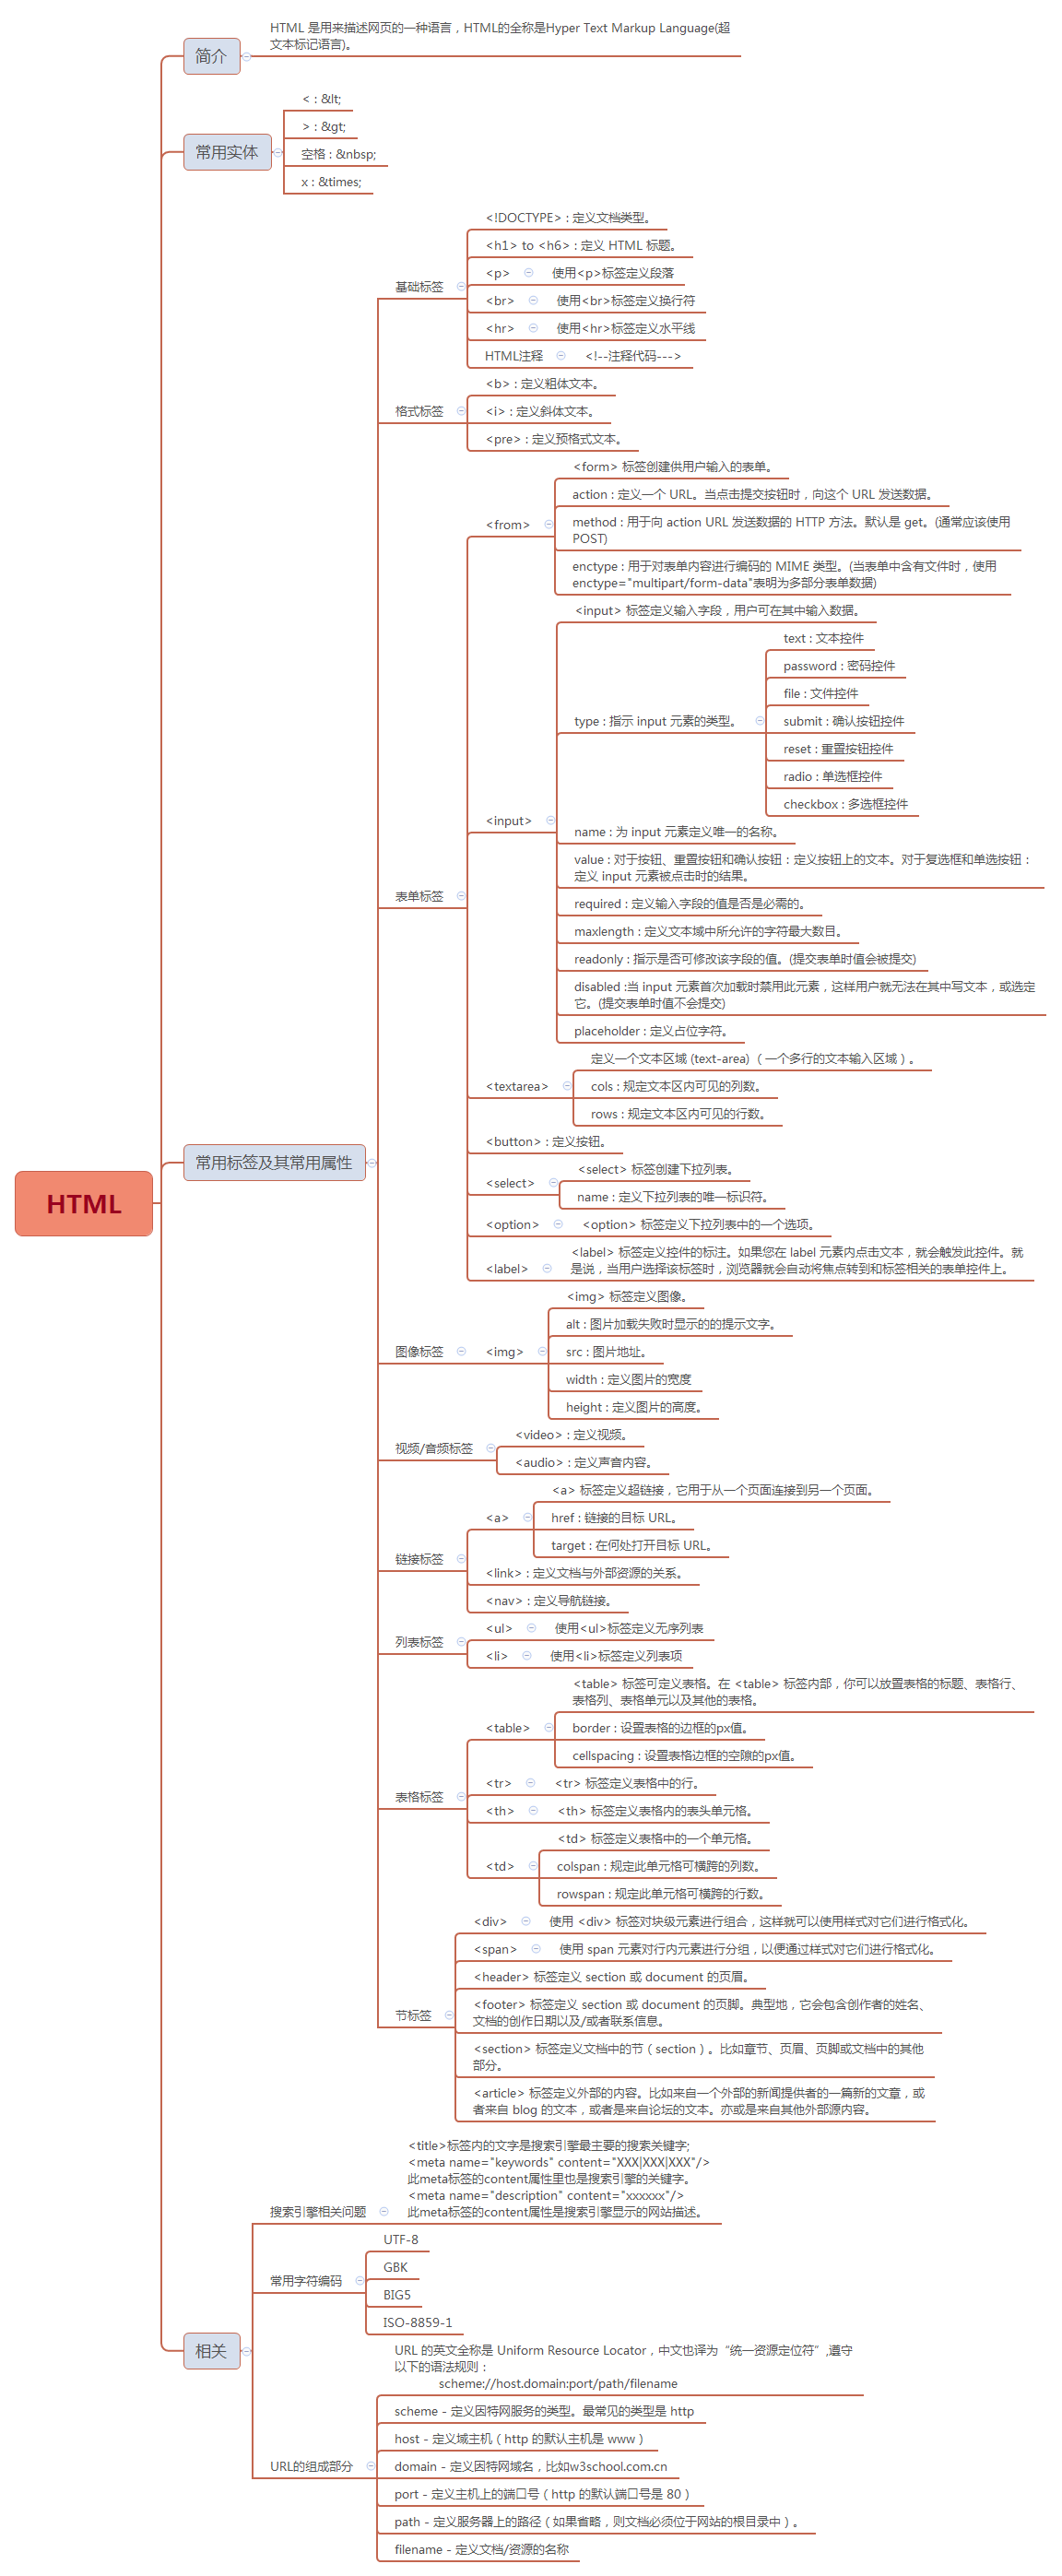 HTML
简介
HTML 是用来描述网页的一种语言，HTML的全称是Hyper Text Markup Language(超
文本标记语言)。
常用实体
< : &lt;
> : &gt;
空格 : &nbsp;
x : &times;
常用标签及其常用属性
基础标签
<!DOCTYPE> : 定义文档类型。
<h1> to <h6> : 定义 HTML 标题。
<p>
使用<p>标签定义段落
<br>
使用<br>标签定义换行符
<hr>
使用<hr>标签定义水平线
HTML注释
<!--注释代码--->
格式标签
<b> : 定义粗体文本。
<i> : 定义斜体文本。
<pre> : 定义预格式文本。
表单标签
<from>
<form> 标签创建供用户输入的表单。
action : 定义一个 URL。当点击提交按钮时，向这个 URL 发送数据。
method : 用于向 action URL 发送数据的 HTTP 方法。默认是 get。(通常应该使用
POST)
enctype : 用于对表单内容进行编码的 MIME 类型。(当表单中含有文件时，使用
enctype="multipart/form-data"表明为多部分表单数据)
<input>
<input> 标签定义输入字段，用户可在其中输入数据。
type : 指示 input 元素的类型。
text : 文本控件
password : 密码控件
file : 文件控件
submit : 确认按钮控件
reset : 重置按钮控件
radio : 单选框控件
checkbox : 多选框控件
name : 为 input 元素定义唯一的名称。
value : 对于按钮、重置按钮和确认按钮：定义按钮上的文本。对于复选框和单选按钮：
定义 input 元素被点击时的结果。
required : 定义输入字段的值是否是必需的。
maxlength : 定义文本域中所允许的字符最大数目。
readonly : 指示是否可修改该字段的值。(提交表单时值会被提交)
disabled :当 input 元素首次加载时禁用此元素，这样用户就无法在其中写文本，或选定
它。(提交表单时值不会提交)
placeholder : 定义占位字符。
<textarea>
定义一个文本区域 (text-area) （一个多行的文本输入区域）。
cols : 规定文本区内可见的列数。
rows : 规定文本区内可见的行数。
<button> : 定义按钮。
<select>
<select> 标签创建下拉列表。
name : 定义下拉列表的唯一标识符。
<option>
<option> 标签定义下拉列表中的一个选项。
<label>
<label> 标签定义控件的标注。如果您在 label 元素内点击文本，就会触发此控件。就
是说，当用户选择该标签时，浏览器就会自动将焦点转到和标签相关的表单控件上。
图像标签
<img>
<img> 标签定义图像。
alt : 图片加载失败时显示的的提示文字。
src : 图片地址。
width : 定义图片的宽度
height : 定义图片的高度。
视频/音频标签
<video> : 定义视频。
<audio> : 定义声音内容。
链接标签
<a>
<a> 标签定义超链接，它用于从一个页面连接到另一个页面。
href : 链接的目标 URL。
target : 在何处打开目标 URL。
<link> : 定义文档与外部资源的关系。
<nav> : 定义导航链接。
列表标签
<ul>
使用<ul>标签定义无序列表
<li>
使用<li>标签定义列表项
表格标签
<table>
<table> 标签可定义表格。在 <table> 标签内部，你可以放置表格的标题、表格行、
表格列、表格单元以及其他的表格。
border : 设置表格的边框的px值。
cellspacing : 设置表格边框的空隙的px值。
<tr>
<tr> 标签定义表格中的行。
<th>
<th> 标签定义表格内的表头单元格。
<td>
<td> 标签定义表格中的一个单元格。
colspan : 规定此单元格可横跨的列数。
rowspan : 规定此单元格可横跨的行数。
节标签
<div>
使用 <div> 标签对块级元素进行组合，这样就可以使用样式对它们进行格式化。
<span>
使用 span 元素对行内元素进行分组，以便通过样式对它们进行格式化。
<header> 标签定义 section 或 document 的页眉。
<footer> 标签定义 section 或 document 的页脚。典型地，它会包含创作者的姓名、
文档的创作日期以及/或者联系信息。
<section> 标签定义文档中的节（section）。比如章节、页眉、页脚或文档中的其他
部分。
<article> 标签定义外部的内容。比如来自一个外部的新闻提供者的一篇新的文章，或
者来自 blog 的文本，或者是来自论坛的文本。亦或是来自其他外部源内容。
相关
搜索引擎相关问题
<title>标签内的文字是搜索引擎最主要的搜素关键字;
<meta name="keywords" content="XXX|XXX|XXX"/>
此meta标签的content属性里也是搜索引擎的关键字。
<meta name="description" content="xxxxxx"/>
此meta标签的content属性是搜索引擎显示的网站描述。
常用字符编码
UTF-8
GBK
BIG5
ISO-8859-1
URL的组成部分
URL 的英文全称是 Uniform Resource Locator，中文也译为“统一资源定位符”,遵守
以下的语法规则：
scheme://host.domain:port/path/filename
scheme - 定义因特网服务的类型。最常见的类型是 http
host - 定义域主机（http 的默认主机是 www）
domain - 定义因特网域名，比如w3school.com.cn
port - 定义主机上的端口号（http 的默认端口号是 80）
path - 定义服务器上的路径（如果省略，则文档必须位于网站的根目录中）。
filename - 定义文档/资源的名称